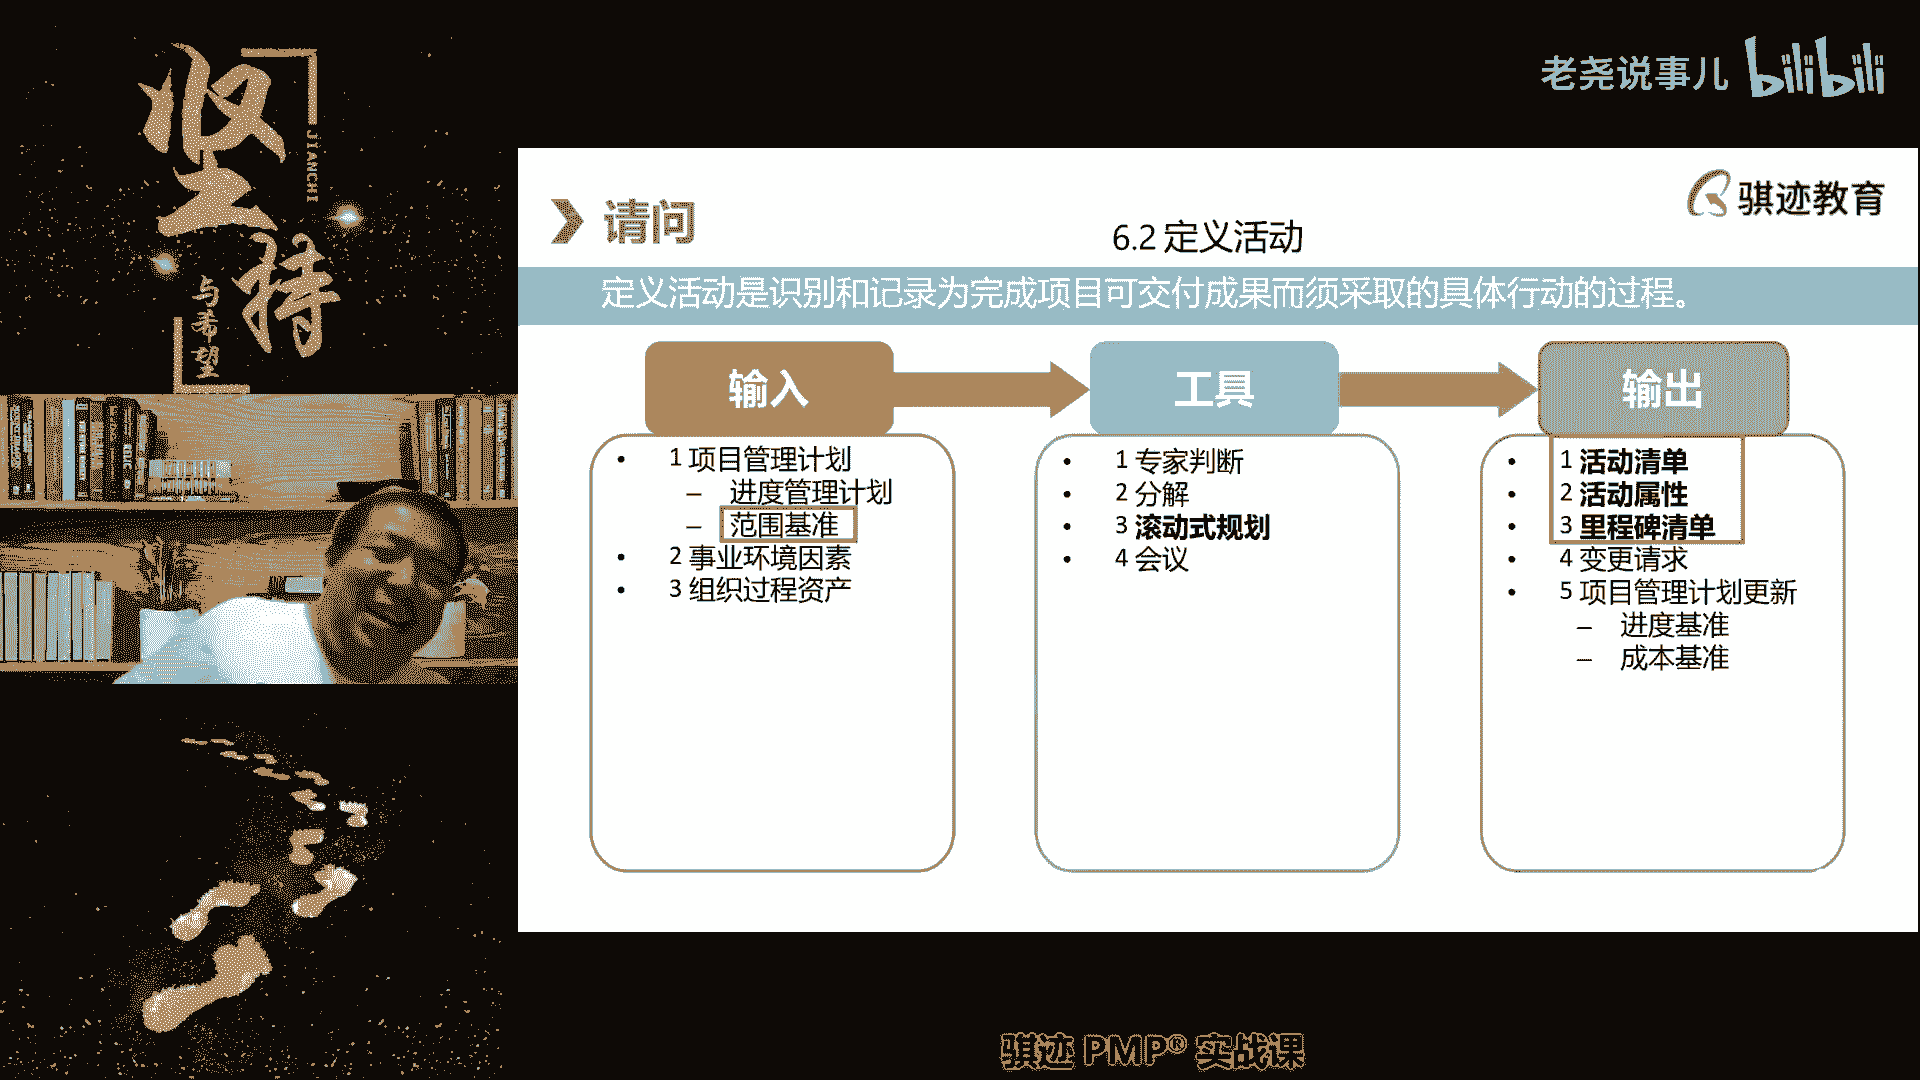 坚持
JIANCHI
与希望
老尧说事儿 bilibili
请问
骐迹教育
6.2 定义活动
定义活动是识别和记录为完成项目可交付成果而须采取的具体行动的过程。
输入
• 1 项目管理计划
– 进度管理计划
– 范围基准
• 2 事业环境因素
• 3 组织过程资产
工具
• 1 专家判断
• 2 分解
• 3 滚动式规划
• 4 会议
输出
• 1 活动清单
• 2 活动属性
• 3 里程碑清单
• 4 变更请求
• 5 项目管理计划更新
– 进度基准
– 成本基准
骐迹 PMP® 实战课